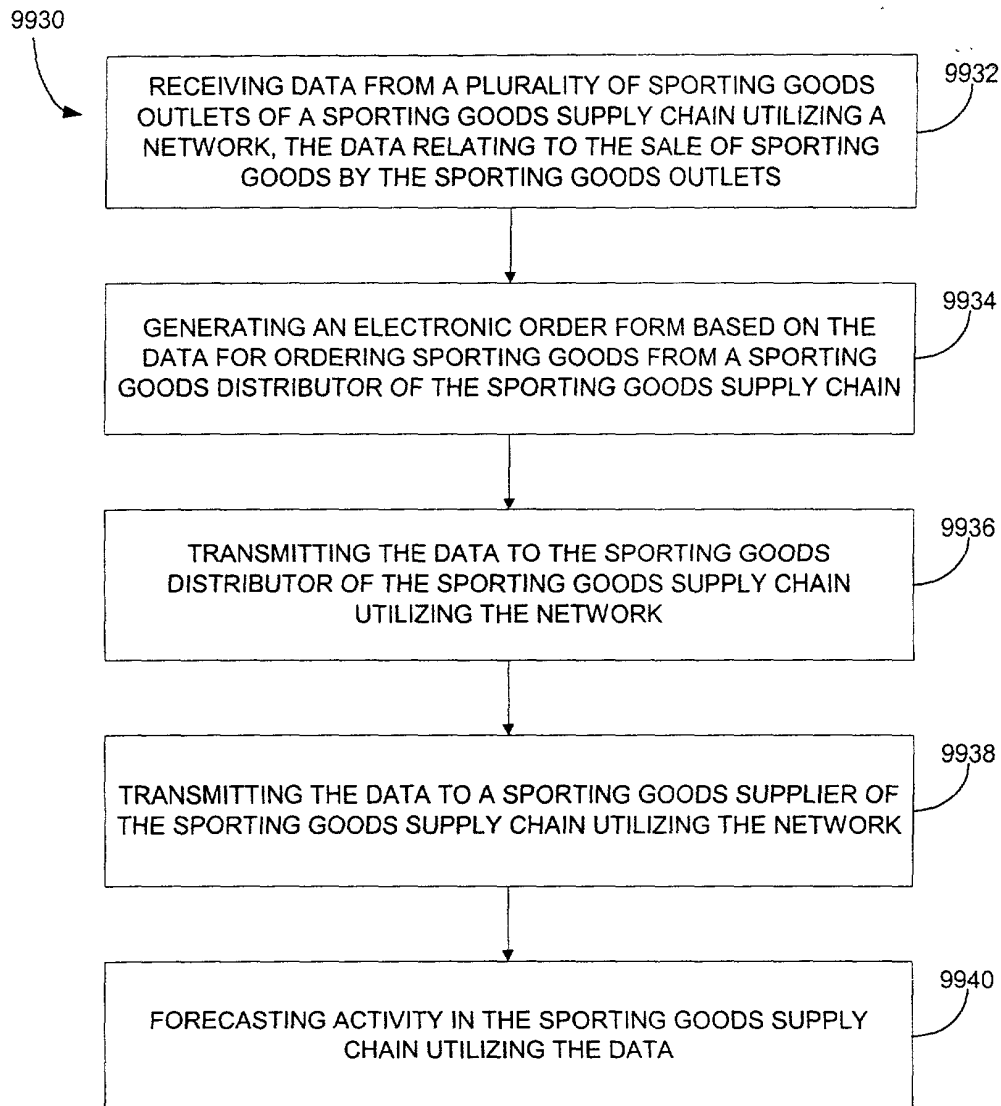 9930
RECEIVING DATA FROM A PLURALITY OF SPORTING GOODS
OUTLETS OF A SPORTING GOODS SUPPLY CHAIN UTILIZING A
NETWORK, THE DATA RELATING TO THE SALE OF SPORTING
GOODS BY THE SPORTING GOODS OUTLETS
9932
GENERATING AN ELECTRONIC ORDER FORM BASED ON THE
DATA FOR ORDERING SPORTING GOODS FROM A SPORTING
GOODS DISTRIBUTOR OF THE SPORTING GOODS SUPPLY CHAIN
9934
TRANSMITTING THE DATA TO THE SPORTING GOODS
DISTRIBUTOR OF THE SPORTING GOODS SUPPLY CHAIN
UTILIZING THE NETWORK
9936
TRANSMITTING THE DATA TO A SPORTING GOODS SUPPLIER OF
THE SPORTING GOODS SUPPLY CHAIN UTILIZING THE NETWORK
9938
FORECASTING ACTIVITY IN THE SPORTING GOODS SUPPLY
CHAIN UTILIZING THE DATA
9940